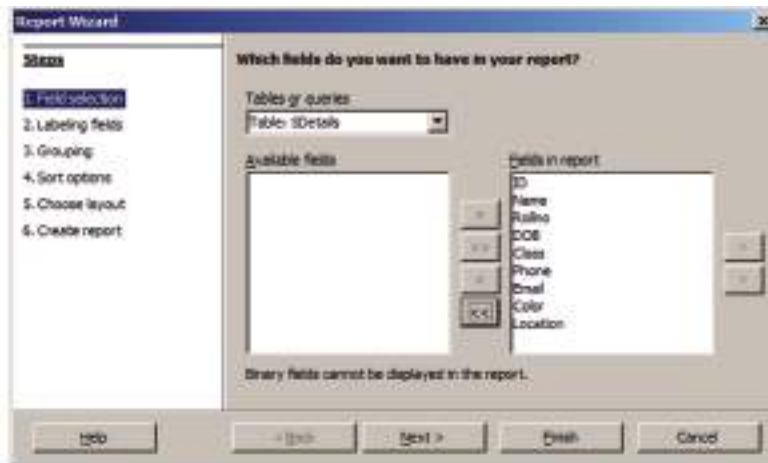 Report Wizard
Steps
1. Field selection
2. Labeling fields
3. Grouping
4. Sort options
5. Choose layout
6. Create report
Which fields do you want to have in your report?
Tables or queries
Table: SDetails
Available fields
>
>>
<
<<
Fields in report
ID
Name
Rollno
DOB
Class
Phone
Email
Color
Location
Binary fields cannot be displayed in the report.
Help
< Back
Next >
Finish
Cancel